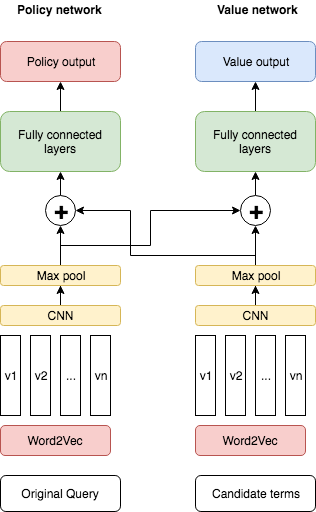 Policy network
Value network
Policy output
Value output
Fully connected
layers
Fully connected
layers
+
+
Max pool
Max pool
CNN
CNN
v1 v2 ... vn
v1 v2 ... vn
Word2Vec
Word2Vec
Original Query
Candidate terms